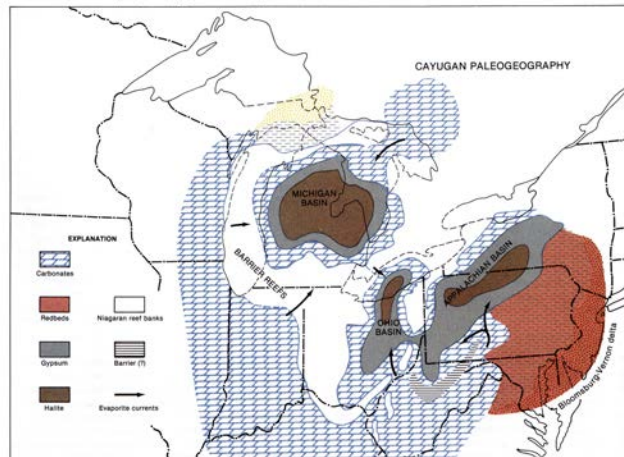 CAYUGAN PALEOGEOGRAPHY
MICHIGAN
BASIN
BARRIER REEFS
APPALACHIAN BASIN
OHIO
BASIN
Bloomsburg-Vernon delta
EXPLANATION
Carbonates
Redbeds
Niagaran reef banks
Gypsum
Barrier (?)
Halite
Evaporite currents